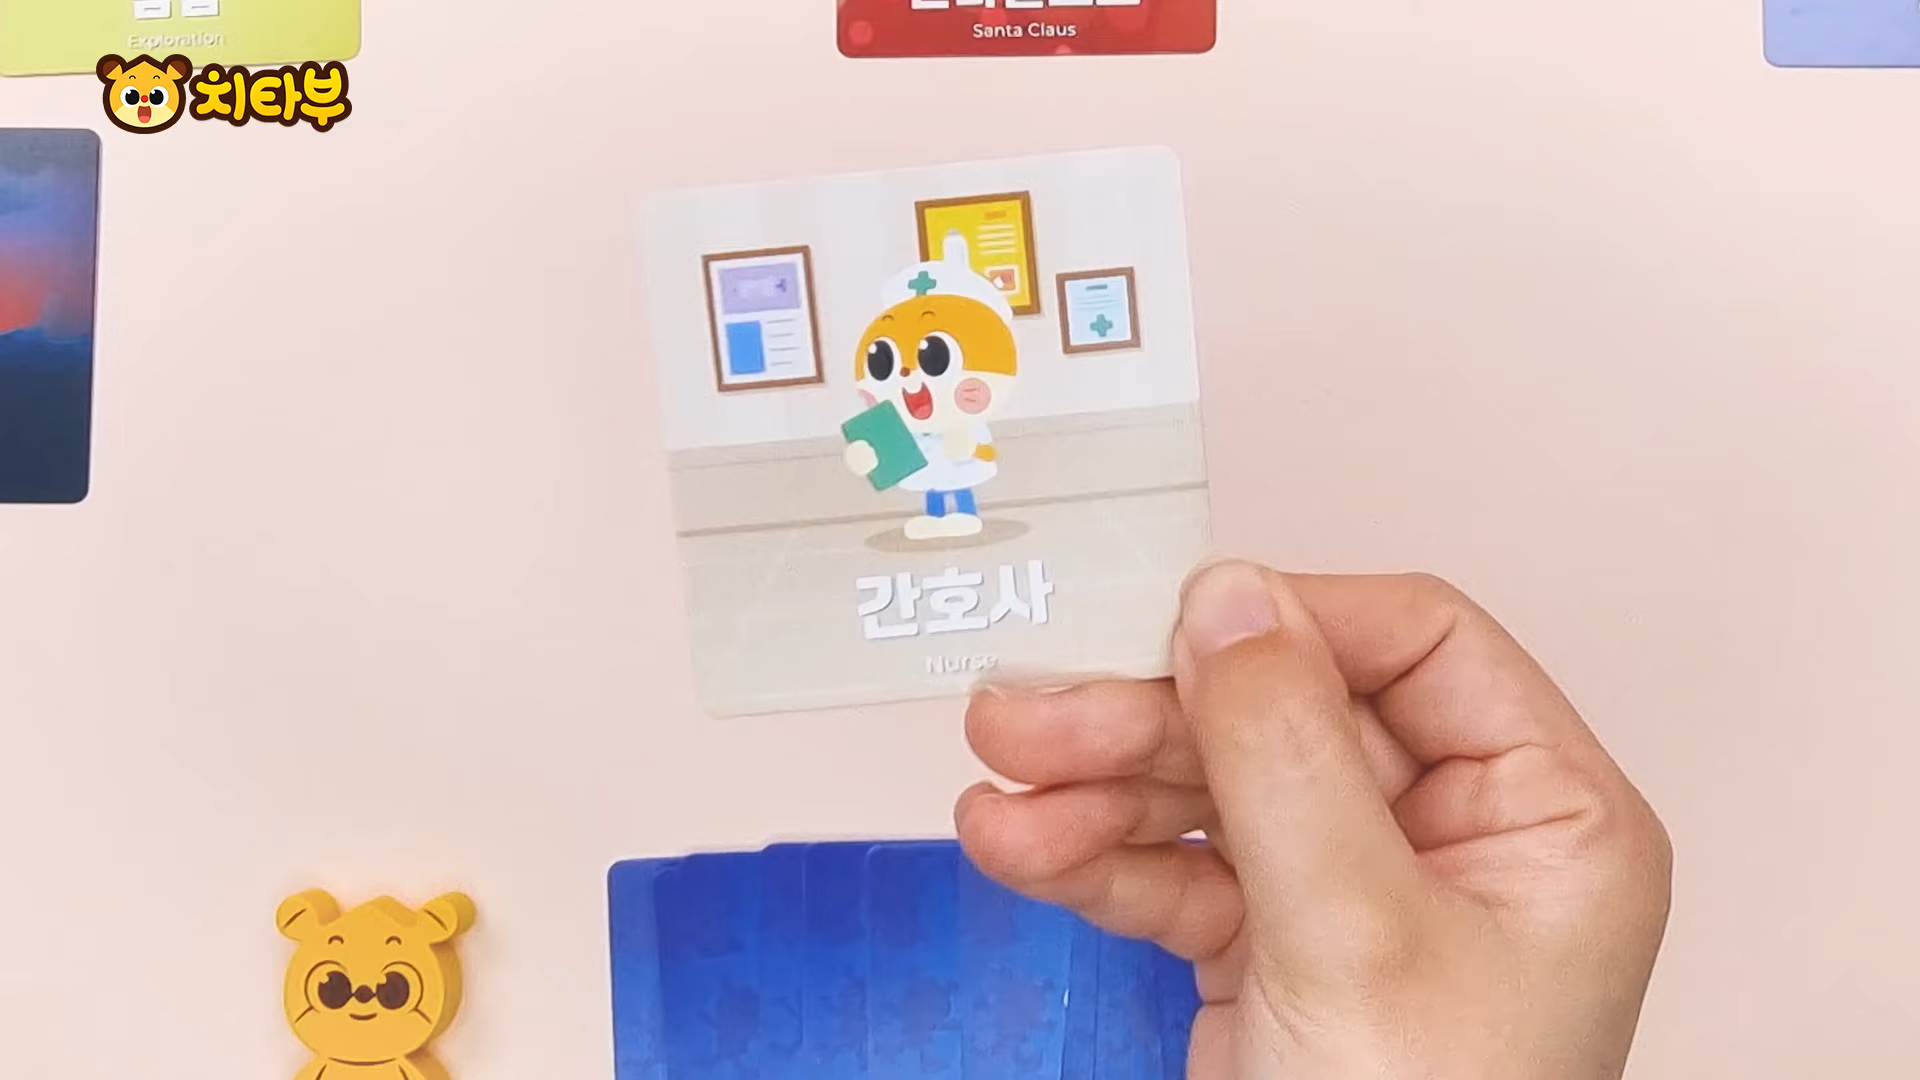 Exploration
Santa Claus
치타부
간호사
Nurse